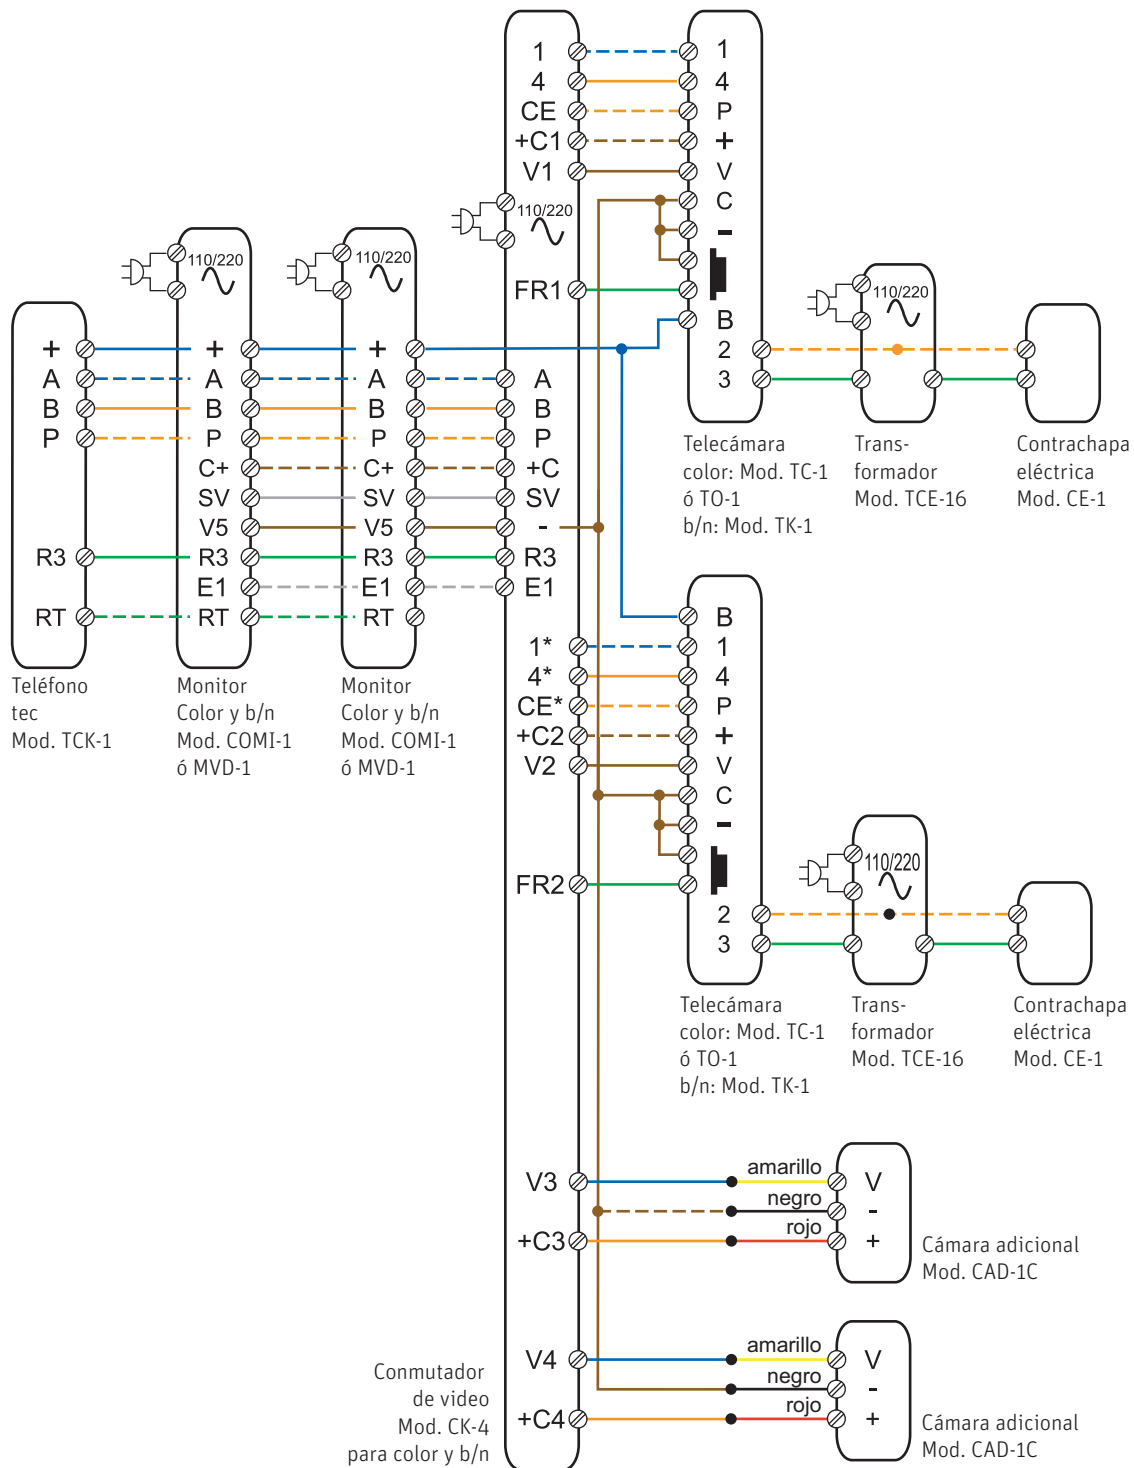 1
4
CE
+C1
V1
110/220
FR1
A
B
P
+C
SV
-
R3
E1
1*
4*
CE*
+C2
V2
FR2
V3
+C3
V4
+C4
Conmutador
de video
Mod. CK-4
para color y b/n
+
A
B
P
R3
RT
Teléfono
tec
Mod. TCK-1
110/220
+
A
B
P
C+
SV
V5
R3
E1
RT
Monitor
Color y b/n
Mod. COMI-1
ó MVD-1
110/220
+
A
B
P
C+
SV
V5
R3
E1
RT
Monitor
Color y b/n
Mod. COMI-1
ó MVD-1
1
4
P
+
V
C
-
B
2
3
Telecámara
color: Mod. TC-1
ó TO-1
b/n: Mod. TK-1
110/220
Trans-
formador
Mod. TCE-16
Contrachapa
eléctrica
Mod. CE-1
B
1
4
P
+
V
C
-
2
3
Telecámara
color: Mod. TC-1
ó TO-1
b/n: Mod. TK-1
110/220
Trans-
formador
Mod. TCE-16
Contrachapa
eléctrica
Mod. CE-1
amarillo
negro
rojo
V
-
+
Cámara adicional
Mod. CAD-1C
amarillo
negro
rojo
V
-
+
Cámara adicional
Mod. CAD-1C